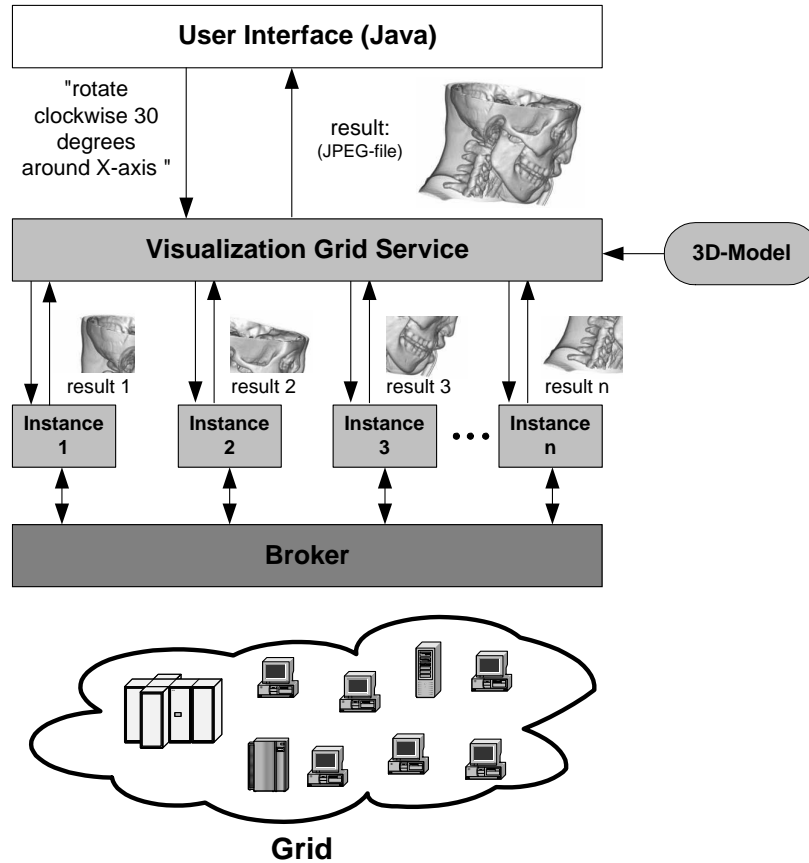 User Interface (Java)
"rotate
clockwise 30
degrees
around X-axis "
result:
(JPEG-file)
Visualization Grid Service
3D-Model
result 1
result 2
result 3
result n
Instance
1
Instance
2
Instance
3
...
Instance
n
Broker
Grid